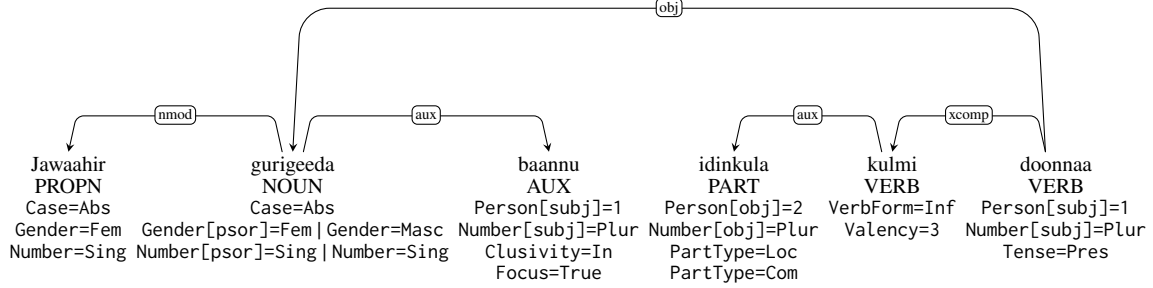 obj
nmod aux aux xcomp
Jawaahir gurigeeda baannu idinkula kulmi doonnaa
PROPN NOUN AUX PART VERB VERB
Case=Abs Case=Abs Person[subj]=1 Person[obj]=2 VerbForm=Inf Person[subj]=1
Gender=Fem Gender[psor]=Fem|Gender=Masc Number[subj]=Plur Number[obj]=Plur Valency=3 Number[subj]=Plur
Number=Sing Number[psor]=Sing|Number=Sing Clusivity=In PartType=Loc Tense=Pres
Focus=True PartType=Com